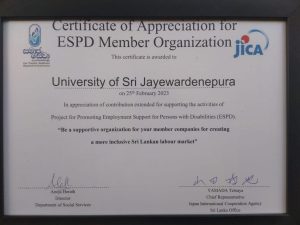 Certificate of Appreciation for
ESPD Member Organization
jICA
This certificate is awarded to
University of Sri Jayewardenepura
on 25th February 2023
In appreciation of contribution extended for supporting the activities of
Project for Promoting Employment Support for Persons with Disabilities (ESPD).
"Be a supportive organization for your member companies for creating
a more inclusive Sri Lankan labour market"
Director
Department of Social Services
YAMADA Tetsuya
Chief Representative
Japan International Cooperation Agency
Sri Lanka Office